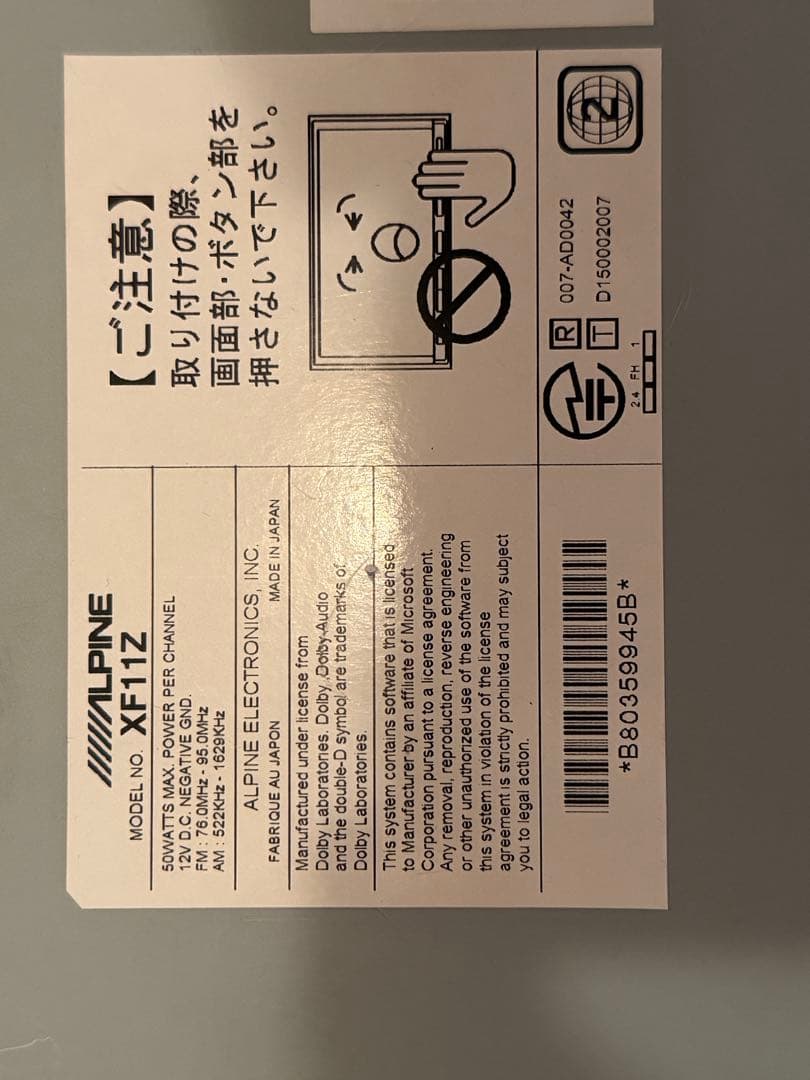 ALPINE
MODEL NO. XF11Z
50WATTS MAX. POWER PER CHANNEL
12V D.C. NEGATIVE GND.
FM : 76.0MHz - 95.0MHz
AM : 522KHz - 1629KHz
ALPINE ELECTRONICS, INC.
FABRIQUE AU JAPON MADE IN JAPAN
Manufactured under license from
Dolby Laboratories. Dolby, Dolby Audio
and the double-D symbol are trademarks of
Dolby Laboratories.
This system contains software that is licensed
to Manufacturer by an affiliate of Microsoft
Corporation pursuant to a license agreement.
Any removal, reproduction, reverse engineering
or other unauthorized use of the software from
this system in violation of the license
agreement is strictly prohibited and may subject
you to legal action.
*B80359945B*
【ご注意】
取り付けの際、
画面部・ボタン部を
押さないで下さい。
R 007-AD0042
T D150002007
2.4 FH 1
2